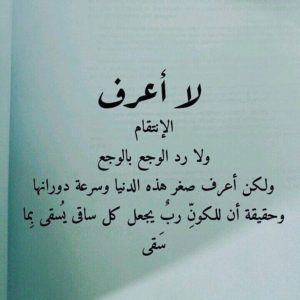 لا أعرف
الإنتقام
ولا رد الوجع بالوجع
ولكن أعرف صغر هذه الدنيا وسرعة دورانها
وحقيقة أن للكونِّ ربٌ يجعل كل ساقى يُسقى بِما
سَقى